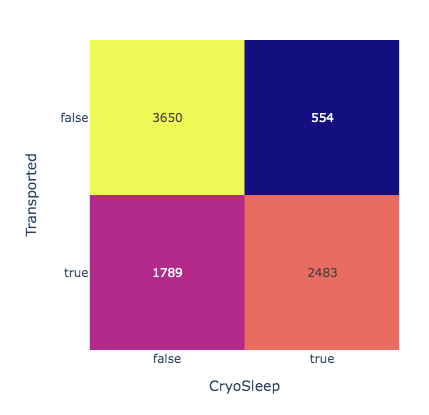 false
3650
554
Transported
true
1789
2483
false
true
CryoSleep